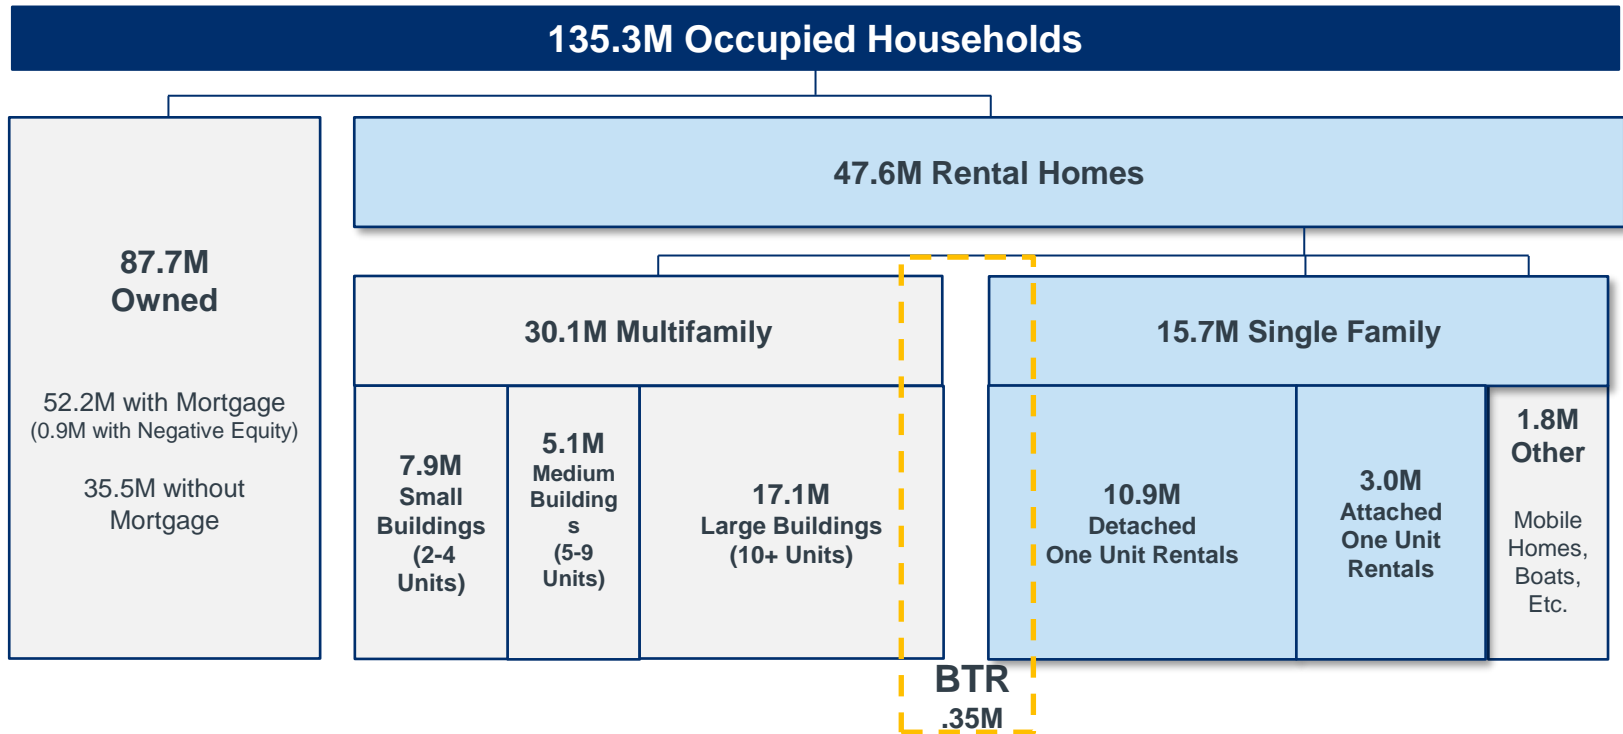 135.3M Occupied Households
47.6M Rental Homes
87.7M
Owned
52.2M with Mortgage
(0.9M with Negative Equity)
35.5M without
Mortgage
30.1M Multifamily
15.7M Single Family
7.9M
Small
Buildings
(2-4
Units)
5.1M
Medium
Building
s
(5-9
Units)
17.1M
Large Buildings
(10+ Units)
10.9M
Detached
One Unit Rentals
3.0M
Attached
One Unit
Rentals
1.8M
Other
Mobile
Homes,
Boats,
Etc.
BTR
.35M